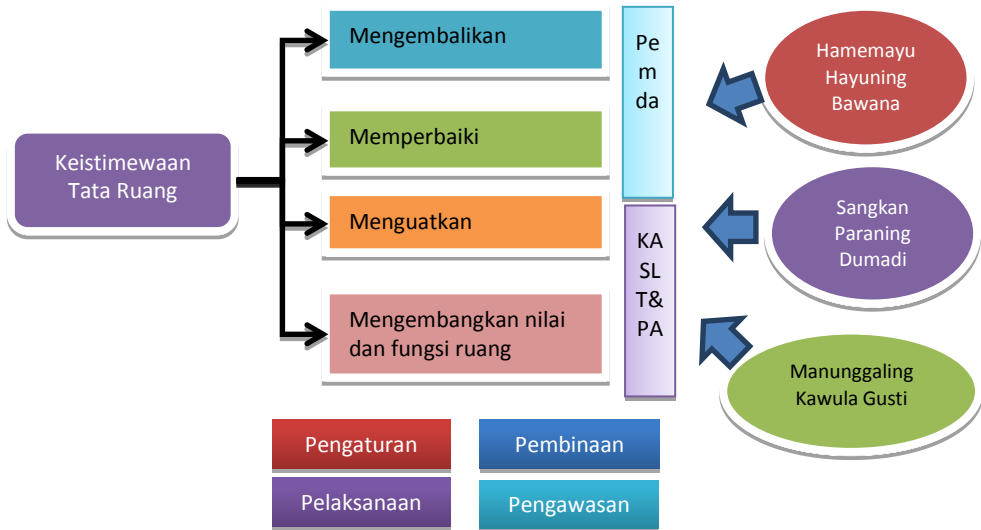 Keistimewaan
Tata Ruang
Mengembalikan
Memperbaiki
Menguatkan
Mengembangkan nilai
dan fungsi ruang
Pe
m
da
KA
SL
T&
PA
Hamemayu
Hayuning
Bawana
Sangkan
Paraning
Dumadi
Manunggaling
Kawula Gusti
Pengaturan
Pembinaan
Pelaksanaan
Pengawasan